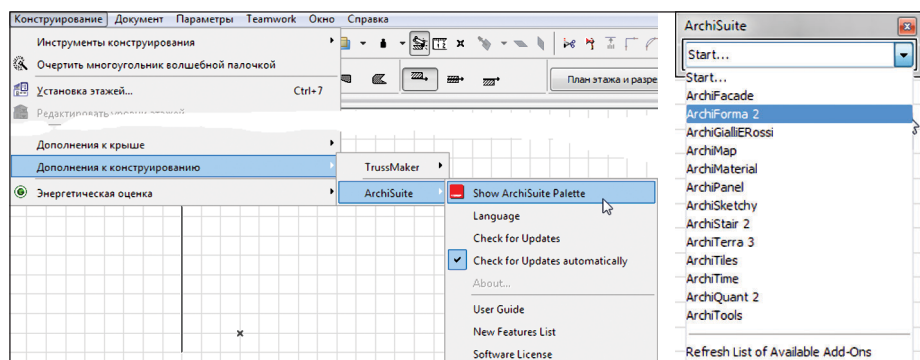 Конструирование Документ Параметры Teamwork Окно Справка
Инструменты конструирования
Очертить многоугольник волшебной палочкой
Установка этажей... Ctrl+7
Редактировать уровни этажей
План этажа и разре
Дополнения к крыше
Дополнения к конструированию
Энергетическая оценка
TrussMaker
ArchiSuite
Show ArchiSuite Palette
Language
Check for Updates
Check for Updates automatically
About...
User Guide
New Features List
Software License
ArchiSuite
Start...
Start...
ArchiFacade
ArchiForma 2
ArchiGialliERossi
ArchiMap
ArchiMaterial
ArchiPanel
ArchiSketchy
ArchiStair 2
ArchiTerra 3
ArchiTiles
ArchiTime
ArchiQuant 2
ArchiTools
Refresh List of Available Add-Ons